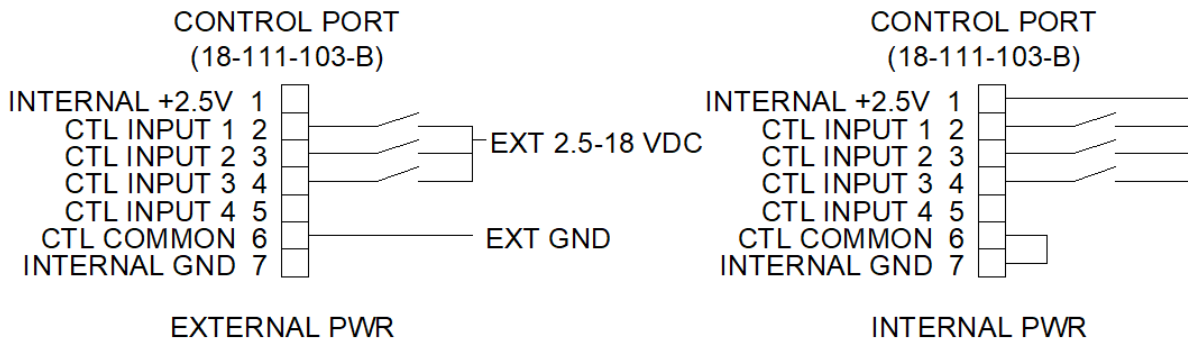 CONTROL PORT
(18-111-103-B)
INTERNAL +2.5V 1
CTL INPUT 1 2
CTL INPUT 2 3
CTL INPUT 3 4
CTL INPUT 4 5
CTL COMMON 6
INTERNAL GND 7
EXT 2.5-18 VDC
EXT GND
EXTERNAL PWR
CONTROL PORT
(18-111-103-B)
INTERNAL +2.5V 1
CTL INPUT 1 2
CTL INPUT 2 3
CTL INPUT 3 4
CTL INPUT 4 5
CTL COMMON 6
INTERNAL GND 7
INTERNAL PWR